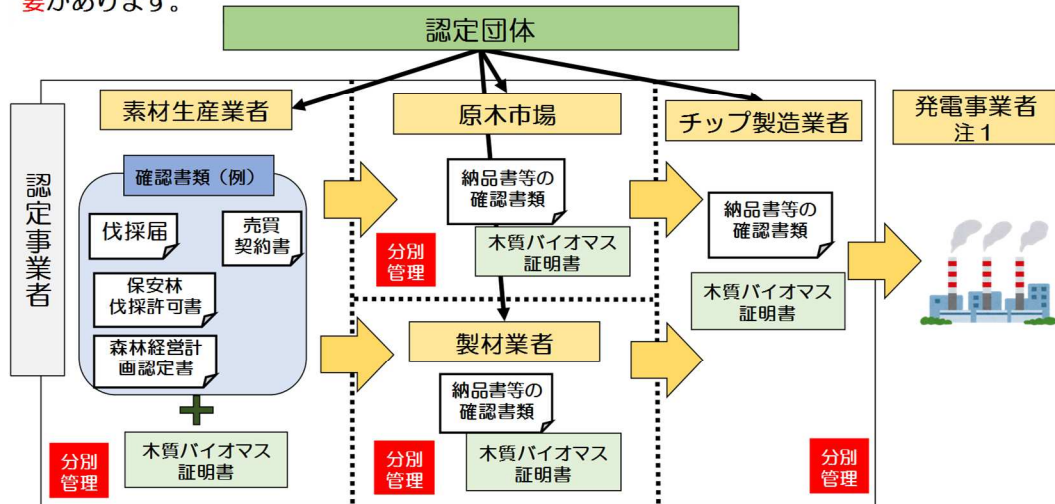 要があります。
認定団体
認定事業者
素材生産業者
確認書類（例）
伐採届
売買
契約書
保安林
伐採許可書
森林経営計
画認定書
木質バイオマス
証明書
分別
管理
原木市場
納品書等の
確認書類
木質バイオマス
証明書
分別
管理
製材業者
納品書等の
確認書類
木質バイオマス
証明書
分別
管理
チップ製造業者
納品書等の
確認書類
木質バイオマス
証明書
分別
管理
発電事業者
注１